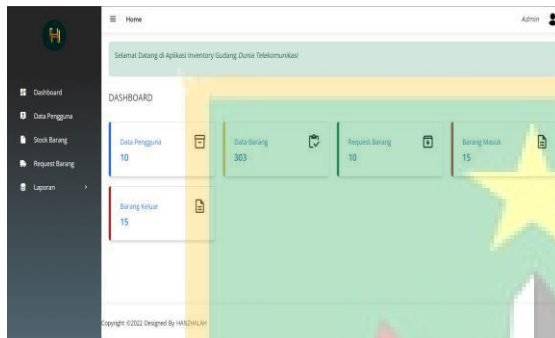 Home
Admin
Selamat Datang di Aplikasi Inventory Gudang Dunia Telekomunikasi!
DASHBOARD
Dashboard
Data Pengguna
Stock Barang
Request Barang
Laporan
Data Pengguna
10
Data Barang
303
Request Barang
10
Barang Masuk
15
Barang Keluar
15
Copyright ©2022 Designed By HANZHALAH